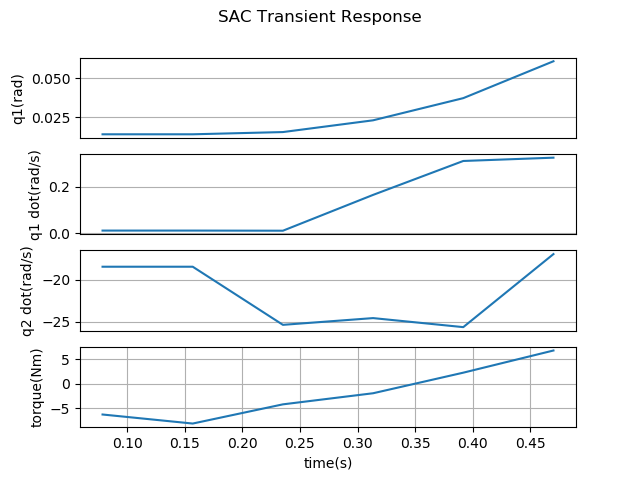 SAC Transient Response
0.050
0.025
q1(rad)
0.2
0.0
q1 dot(rad/s)
−20
−25
q2 dot(rad/s)
5
0
−5
torque(Nm)
0.10 0.15 0.20 0.25 0.30 0.35 0.40 0.45
time(s)